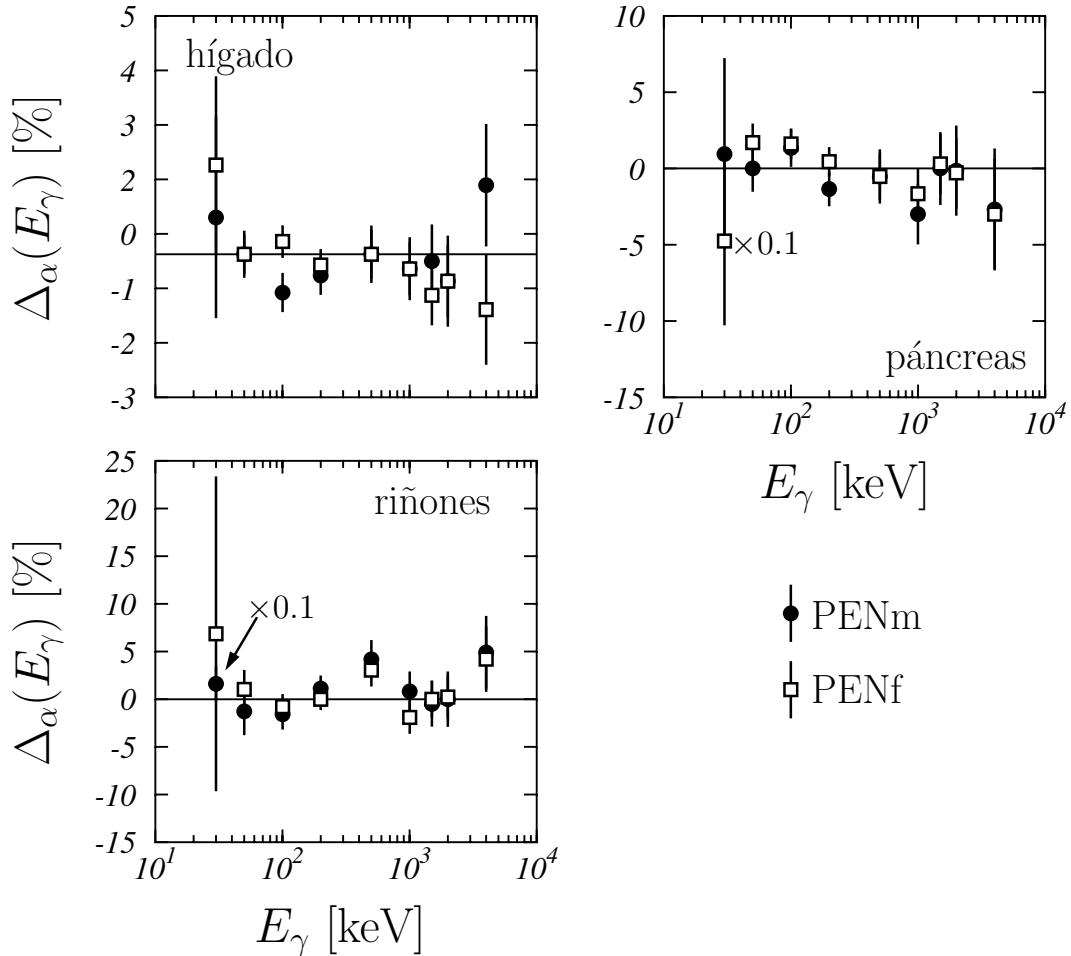 Δα(Eγ) [%]
5
4
3
2
0
-1
-2
-3
hígado
10
5
0
-5
-10
-15
×0.1
páncreas
10¹ 10² 10³ 10⁴
Eγ [keV]
Δα(Eγ) [%]
25
20
15
10
5
0
-5
-10
-15
riñones
×0.1
10¹ 10² 10³ 10⁴
Eγ [keV]
PENm
PENf